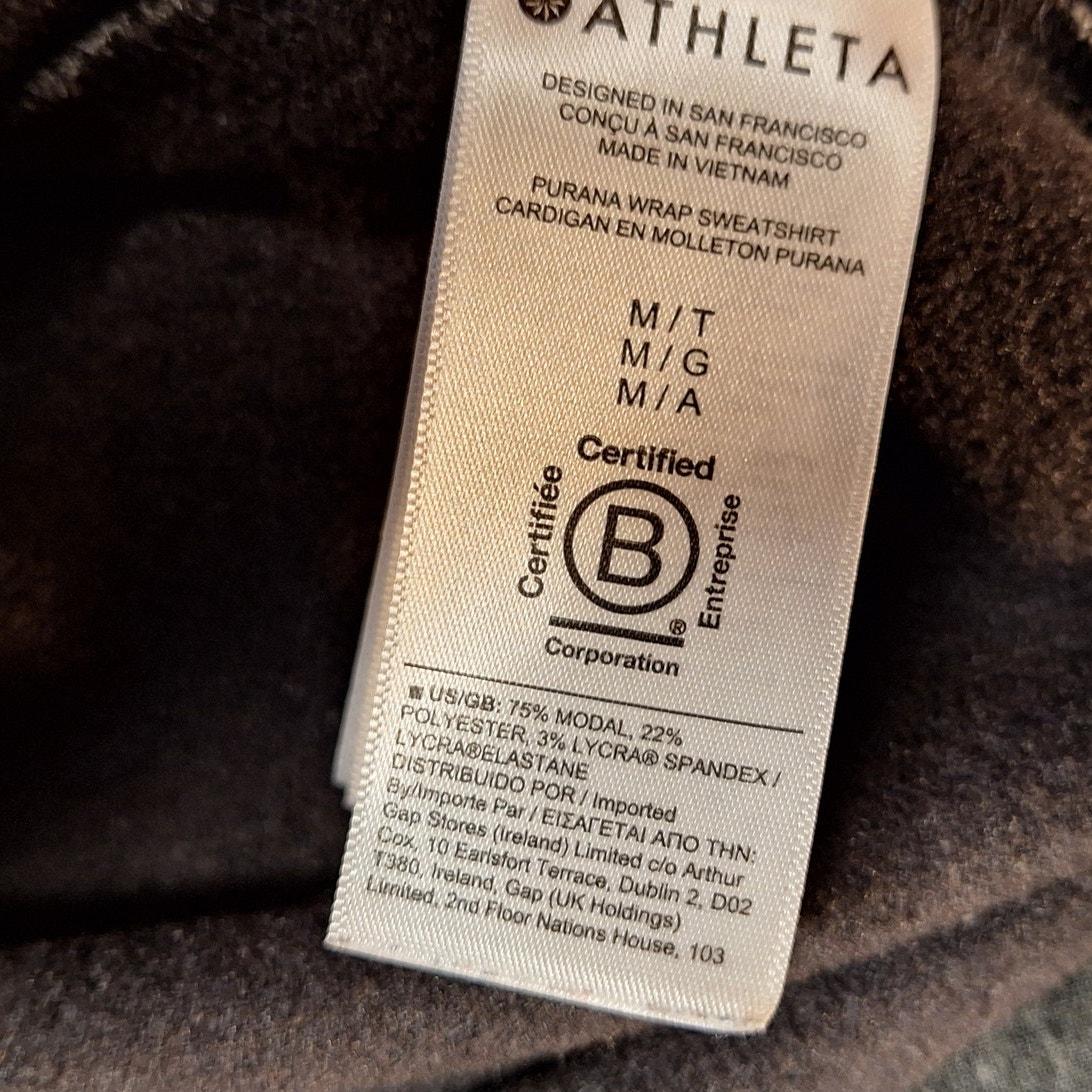 ATHLETA
DESIGNED IN SAN FRANCISCO
CONÇU À SAN FRANCISCO
MADE IN VIETNAM
PURANA WRAP SWEATSHIRT
CARDIGAN EN MOLLETON PURANA
M / T
M / G
M / A
Certified
Certifiée
B
Entreprise
®
Corporation
US/GB: 75% MODAL, 22%
POLYESTER, 3% LYCRA® SPANDEX /
LYCRA®ELASTANE
DISTRIBUIDO POR / Imported
By/Importe Par / ΕΙΣΑΓΕΤΑΙ ΑΠΟ ΤΗΝ:
Gap Stores (Ireland) Limited c/o Arthur
Cox, 10 Earlsfort Terrace, Dublin 2, D02
T380, Ireland, Gap (UK Holdings)
Limited, 2nd Floor Nations House, 103